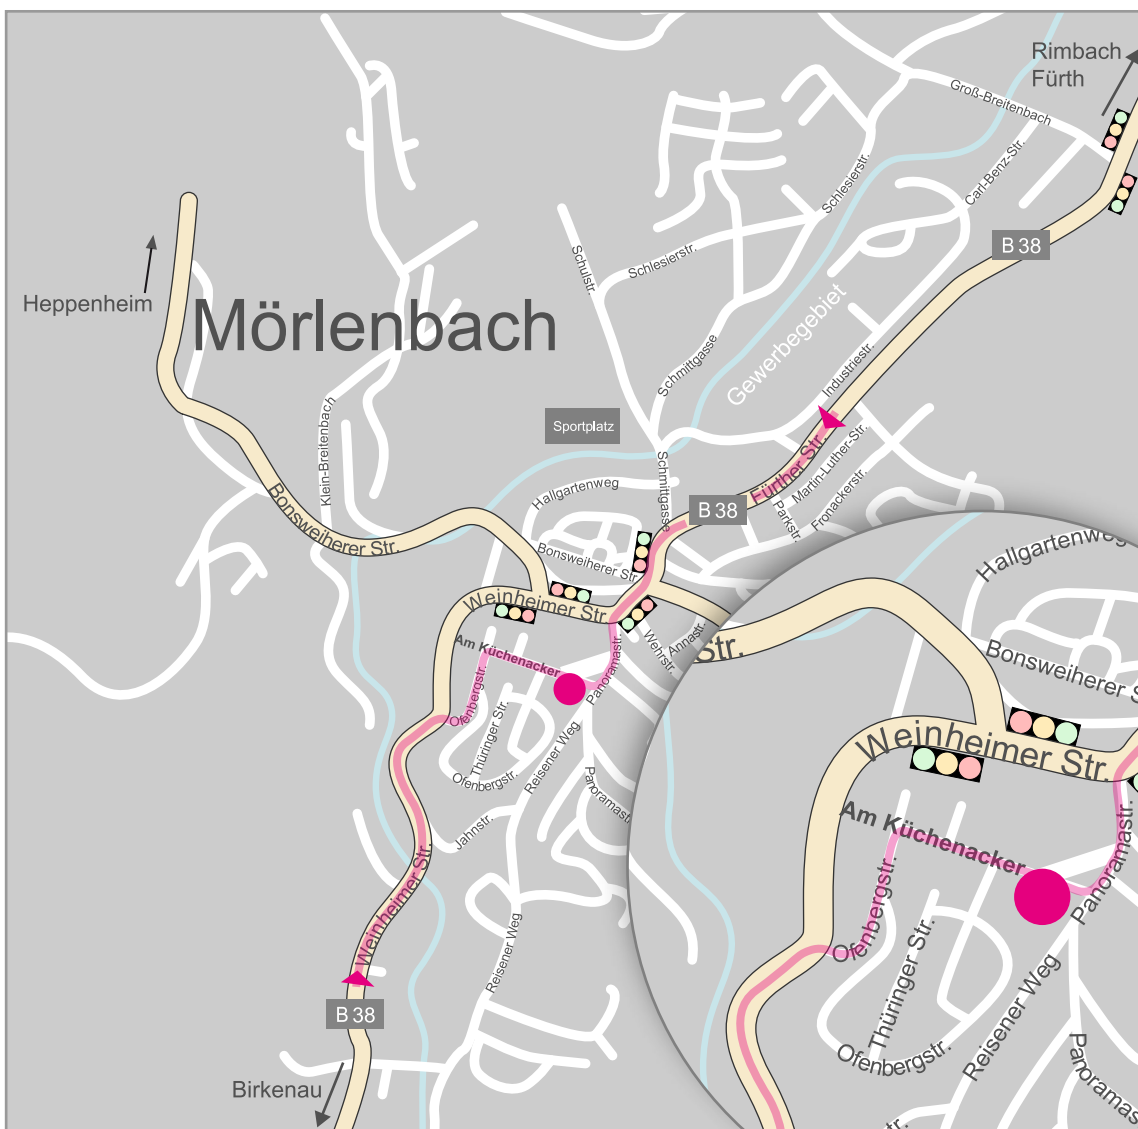 Rimbach
Fürth
Groß-Breitenbach
Carl-Benz-Str.
Schlesierstr.
B 38
Schulstr.
Schlesierstr.
Heppenheim
Mörlenbach
Gewerbegebiet
Schmittgasse
Industriestr.
Klein-Breitenbach
Sportplatz
Fürther Str.
Martin-Luther-Str.
Schmittgasse
Hallgartenweg
B 38
Parkstr.
Fronackerstr.
Bonsweiherer Str.
Bonsweiherer Str.
Weinheimer Str.
Am Küchenacker
Wehrstr.
Annastr.
Panoramastr.
Ofenbergstr.
Thüringer Str.
Ofenbergstr.
Reisener Weg
Panoramastr.
Jahnstr.
Weinheimer Str.
Reisener Weg
B 38
Birkenau
Hallgartenweg
Str.
Bonsweiherer S
Weinheimer Str.
Am Küchenacker
Panoramastr.
Ofenbergstr.
Thüringer Str.
Reisener Weg
Ofenbergstr.
Panoramas
tr.